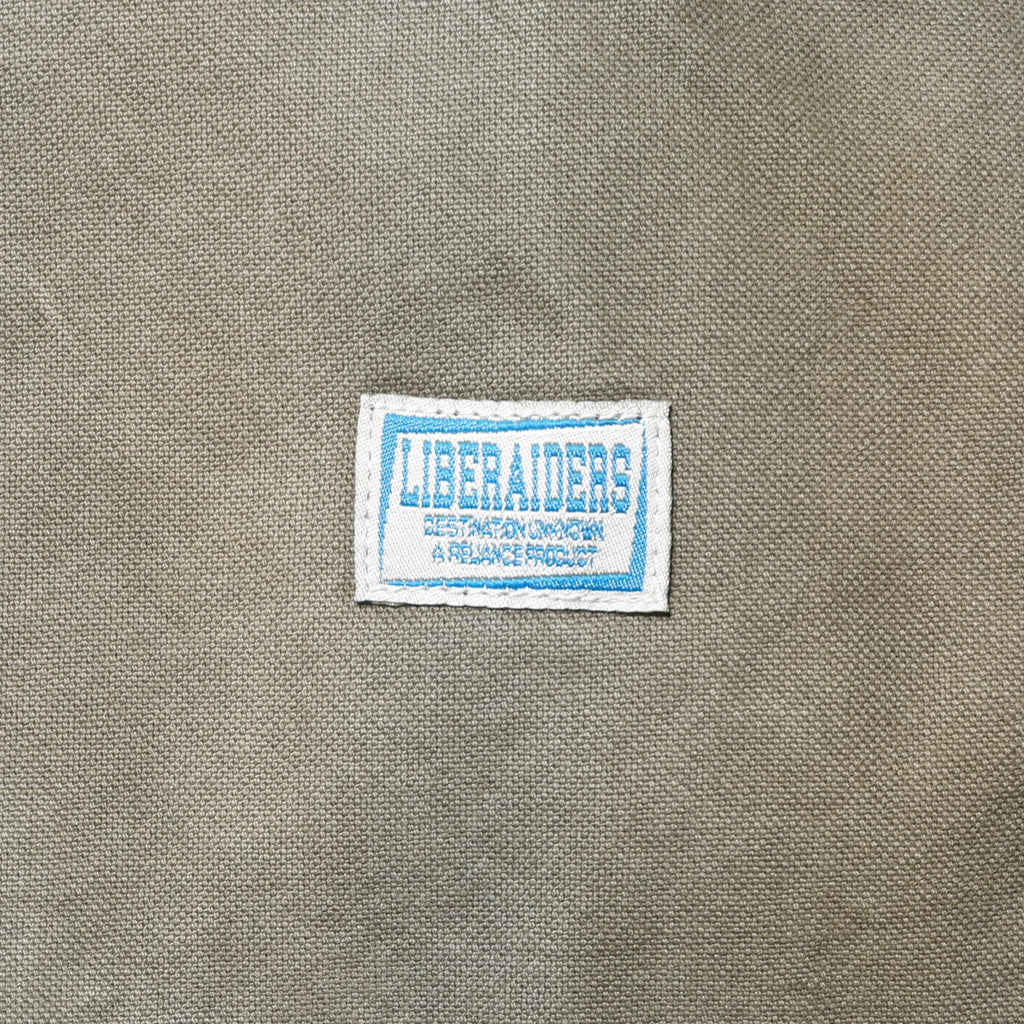 LIBERAIDERS
DESTINATION UNKNOWN
A RELIANCE PRODUCT